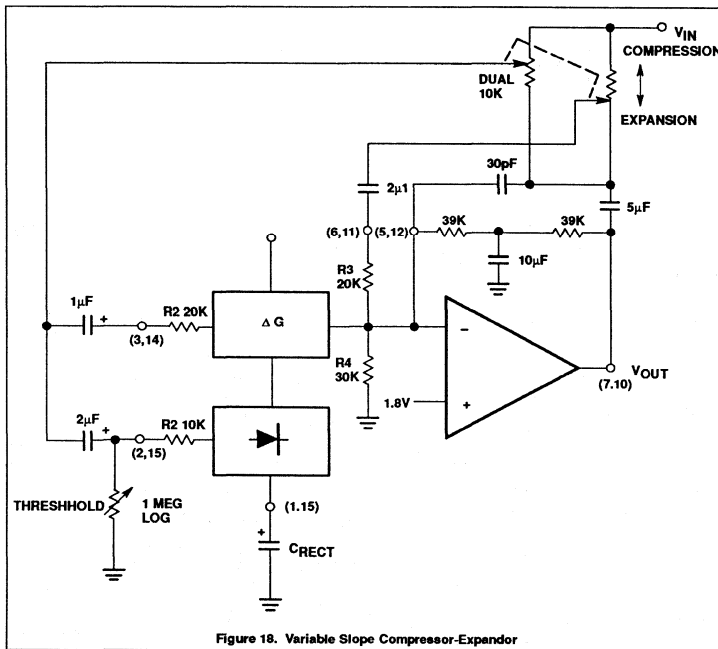 VIN
COMPRESSION
DUAL
10K
EXPANSION
30pF
2µ1
5µF
39K
39K
(6,11)
(5,12)
10µF
R3
20K
1µF
+
R2 20K
(3,14)
ΔG
−
R4
30K
VOUT
(7.10)
1.8V
+
2µF
+
R2 10K
(2,15)
THRESHHOLD
1 MEG
LOG
(1.15)
+
CRECT
Figure 18. Variable Slope Compressor-Expandor